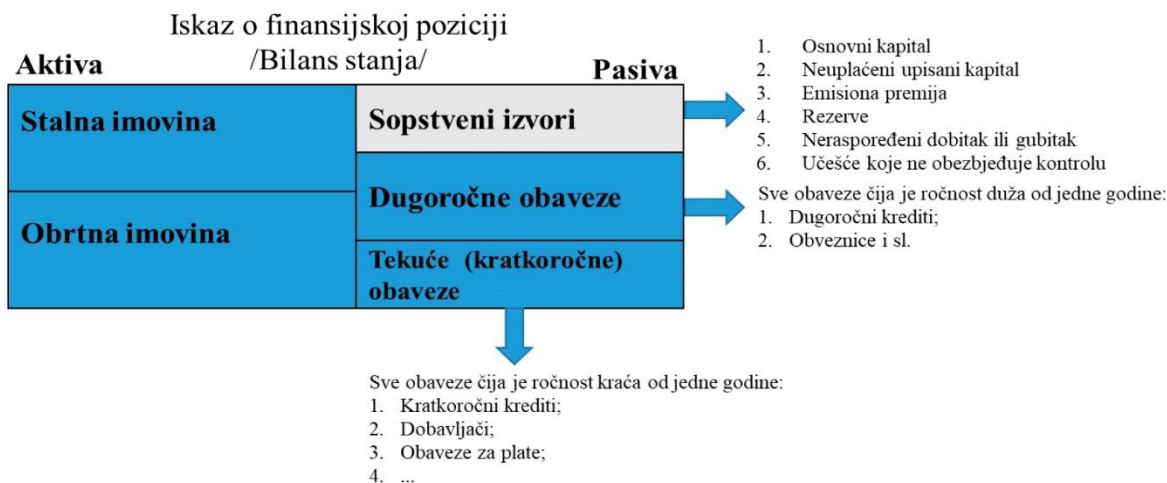 Iskaz o finansijskoj poziciji
/Bilans stanja/
Aktiva
Pasiva
Stalna imovina
Obrtna imovina
Sopstveni izvori
Dugoročne obaveze
Tekuće (kratkoročne)
obaveze
1. Osnovni kapital
2. Neuplaćeni upisani kapital
3. Emisiona premija
4. Rezerve
5. Neraspoređeni dobitak ili gubitak
6. Učešće koje ne obezbjeđuje kontrolu
Sve obaveze čija je ročnost duža od jedne godine:
1. Dugoročni krediti;
2. Obveznice i sl.
Sve obaveze čija je ročnost kraća od jedne godine:
1. Kratkoročni krediti;
2. Dobavljači;
3. Obaveze za plate;
4. ...